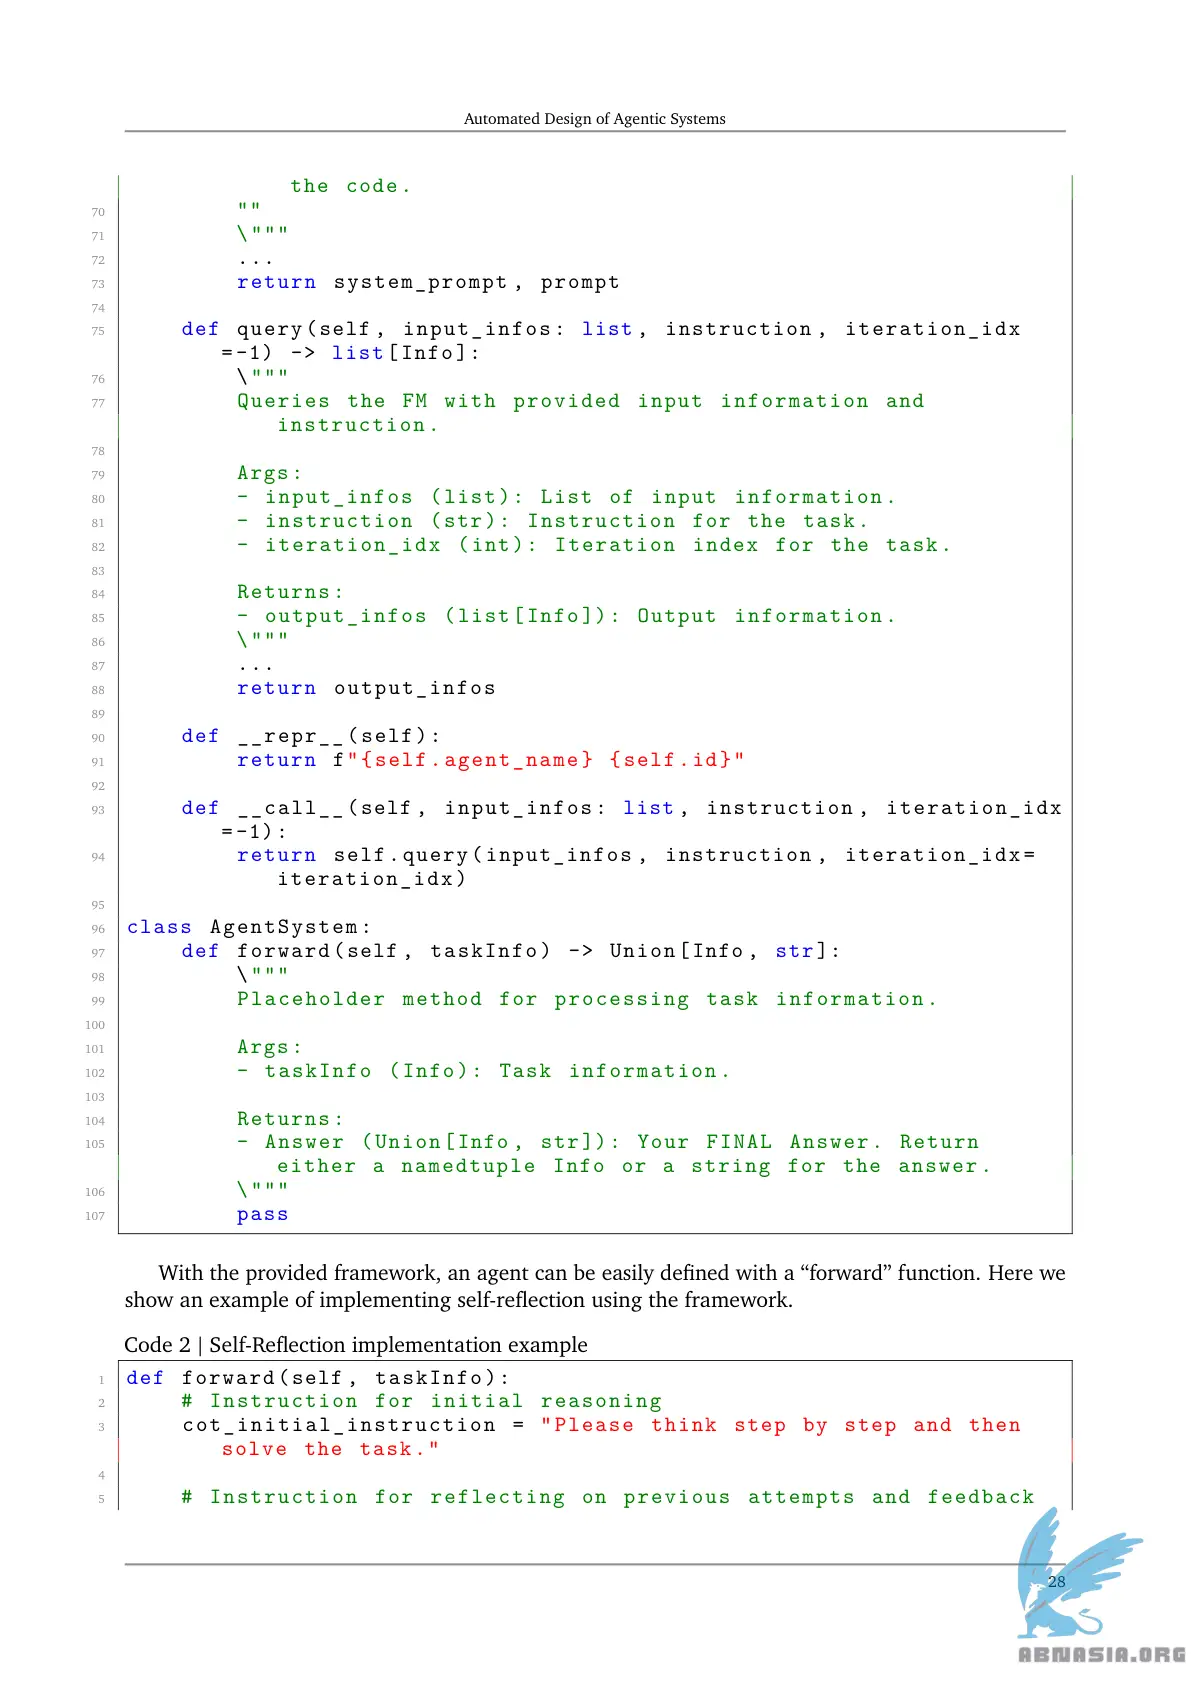 Automated Design of Agentic Systems
the code.
70 ""
71 \"""
72 ...
73 return system_prompt, prompt
74
75 def query(self, input_infos: list, instruction, iteration_idx
=-1) -> list[Info]:
76 \"""
77 Queries the FM with provided input information and
instruction.
78
79 Args:
80 - input_infos (list): List of input information.
81 - instruction (str): Instruction for the task.
82 - iteration_idx (int): Iteration index for the task.
83
84 Returns:
85 - output_infos (list[Info]): Output information.
86 \"""
87 ...
88 return output_infos
89
90 def __repr__(self):
91 return f"{self.agent_name} {self.id}"
92
93 def __call__(self, input_infos: list, instruction, iteration_idx
=-1):
94 return self.query(input_infos, instruction, iteration_idx=
iteration_idx)
95
96 class AgentSystem:
97 def forward(self, taskInfo) -> Union[Info, str]:
98 \"""
99 Placeholder method for processing task information.
100
101 Args:
102 - taskInfo (Info): Task information.
103
104 Returns:
105 - Answer (Union[Info, str]): Your FINAL Answer. Return
either a namedtuple Info or a string for the answer.
106 \"""
107 pass
With the provided framework, an agent can be easily defined with a “forward” function. Here we
show an example of implementing self-reflection using the framework.
Code 2 | Self-Reflection implementation example
1 def forward(self, taskInfo):
2 # Instruction for initial reasoning
3 cot_initial_instruction = "Please think step by step and then
solve the task."
4
5 # Instruction for reflecting on previous attempts and feedback
28
ABNASIA.ORG